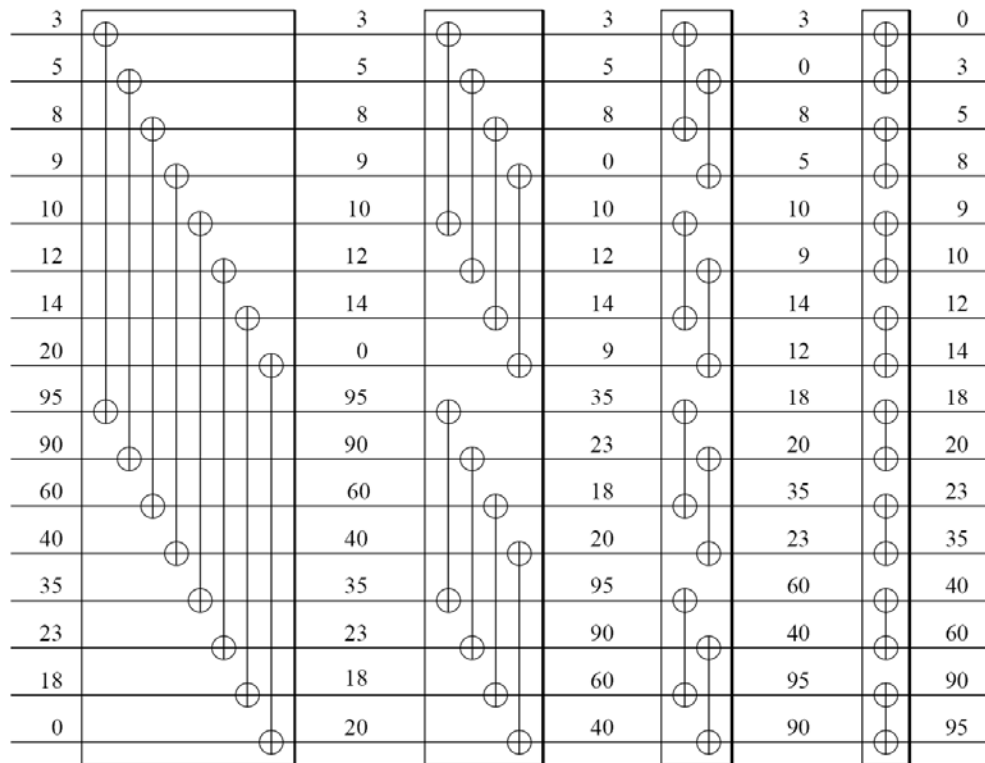 3 3 3 3 0
5 5 5 0 3
8 8 8 8 5
9 9 0 5 8
10 10 10 10 9
12 12 12 9 10
14 14 14 14 12
20 0 9 12 14
95 95 35 18 18
90 90 23 20 20
60 60 18 35 23
40 40 20 23 35
35 35 95 60 40
23 23 90 40 60
18 18 60 95 90
0 20 40 90 95